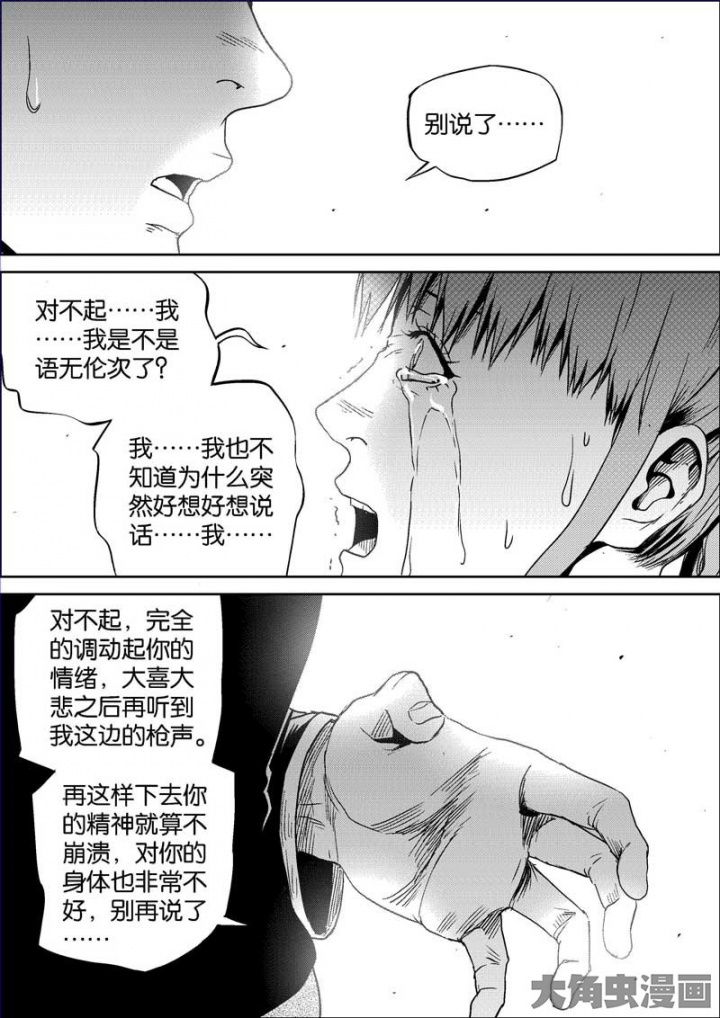 别说了……
对不起……我
……我是不是
语无伦次了？
我……我也不
知道为什么突
然好想好想说
话……我……
对不起，完全
的调动起你的
情绪，大喜大
悲之后再听到
我这边的枪声。
再这样下去你
的精神就算不
崩溃，对你的
身体也非常不
好，别再说了
……
大角虫漫画